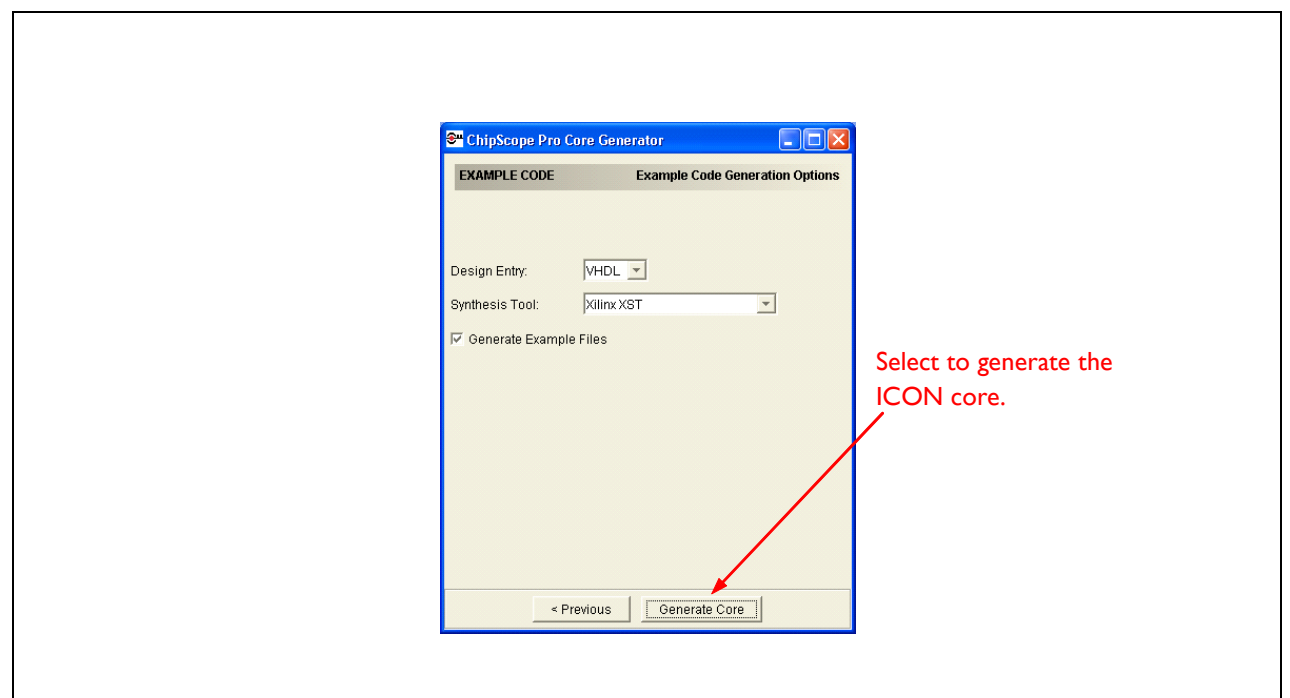 ChipScope Pro Core Generator
EXAMPLE CODE Example Code Generation Options
Design Entry: VHDL
Synthesis Tool: Xilinx XST
Generate Example Files
Select to generate the
ICON core.
< Previous Generate Core